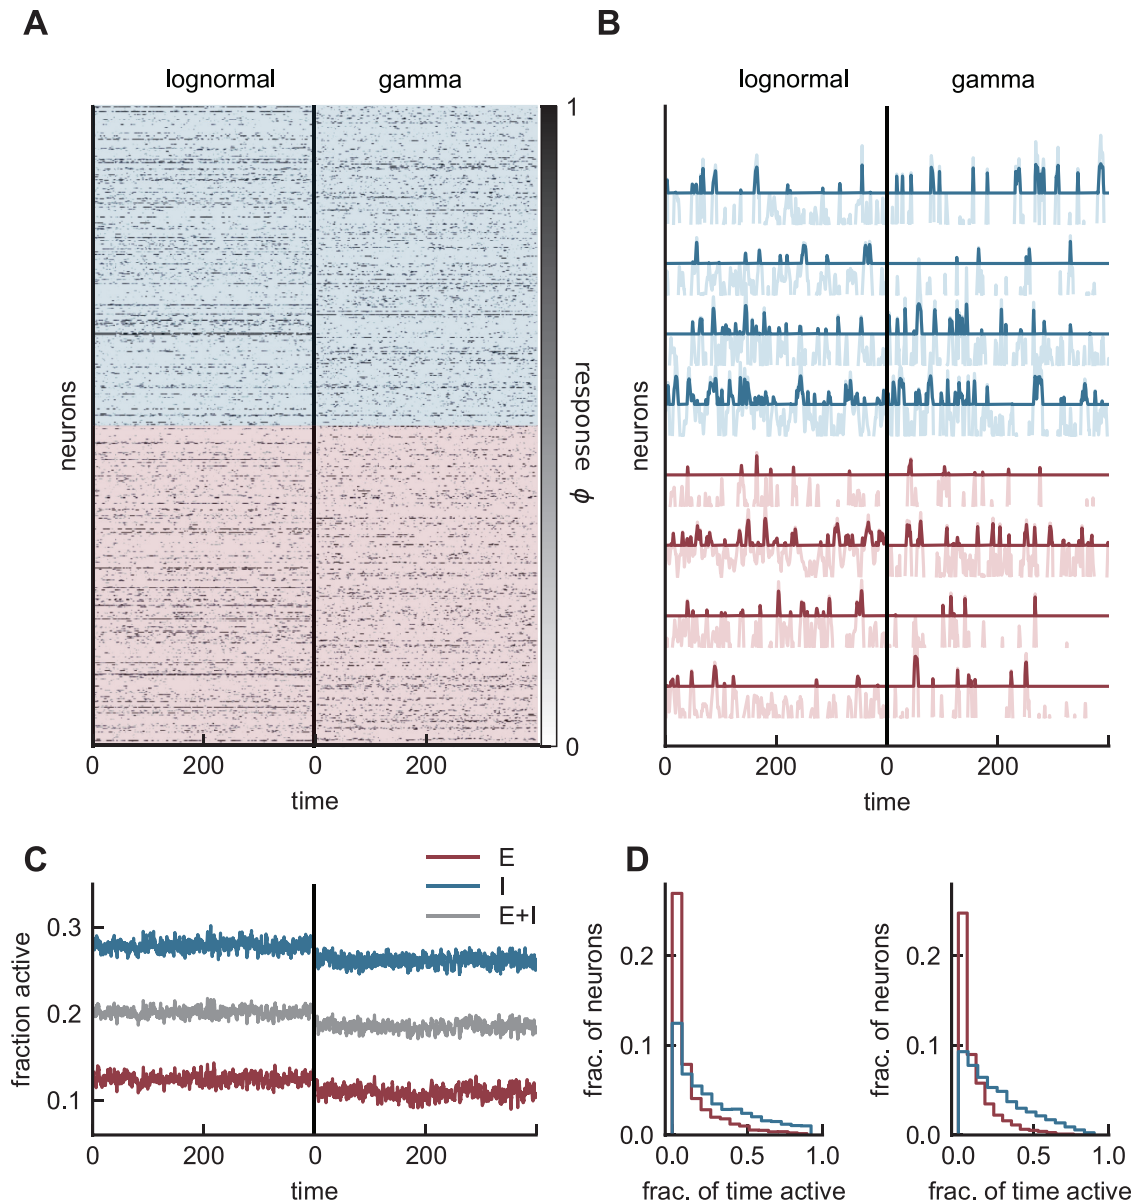 A
B
lognormal
gamma
lognormal
gamma
neurons
1
response ϕ
0
neurons
0
200
0
200
time
0
200
0
200
time
C
E
I
E+I
D
fraction active
0.3
0.2
0.1
0
200
0
200
time
frac. of neurons
0.2
0.1
0.0
0.0
0.5
1.0
frac. of time active
frac. of neurons
0.2
0.1
0.0
0.0
0.5
1.0
frac. of time active